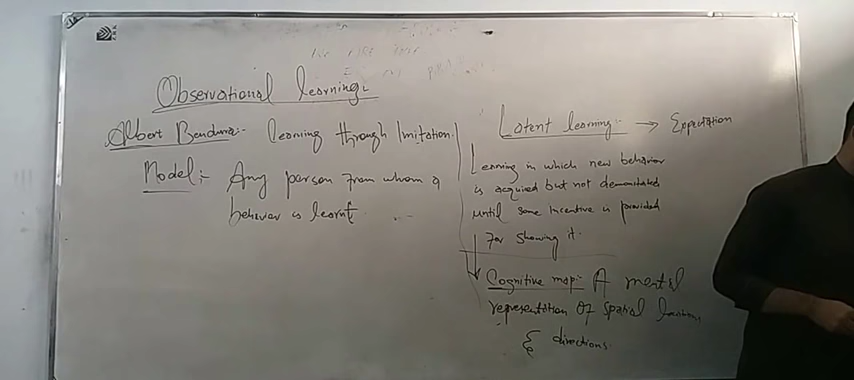 Observational learning:
Albert Bendura:- learning through Imitation.
Model:- Any person from whom a
behaver is learnt.
Latent learning:- → Expectation
Learning in which new behavior
is acquired but not demonstrated
until some incentive is provided
for showing it.
Cognitive map:- A mental
representation of spatial locations
& directions.